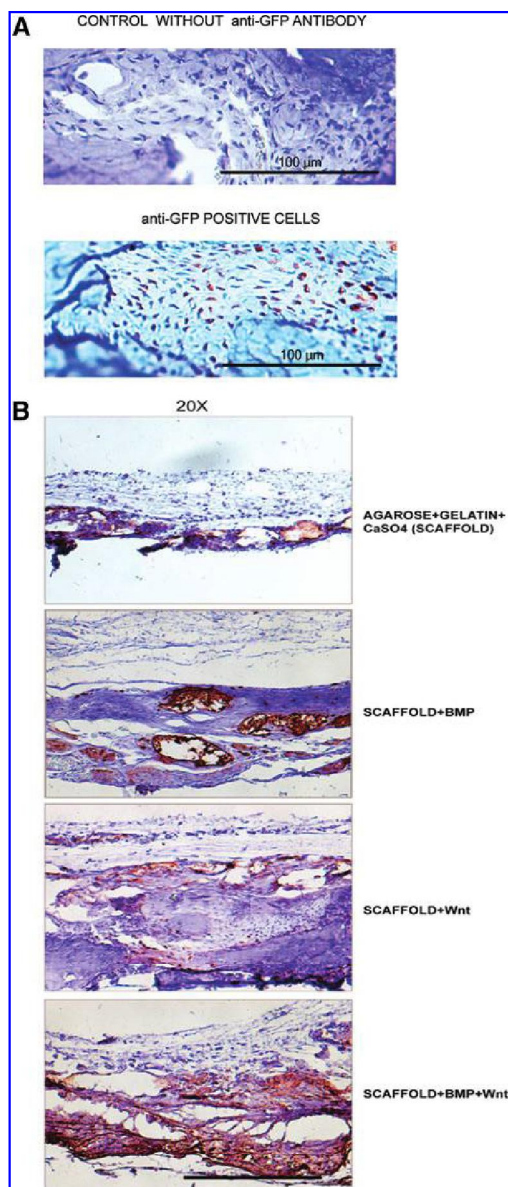 A
CONTROL WITHOUT anti-GFP ANTIBODY
100 µm
anti-GFP POSITIVE CELLS
100 µm
B
20X
AGAROSE+GELATIN+
CaSO4 (SCAFFOLD)
SCAFFOLD+BMP
SCAFFOLD+Wnt
SCAFFOLD+BMP+Wnt